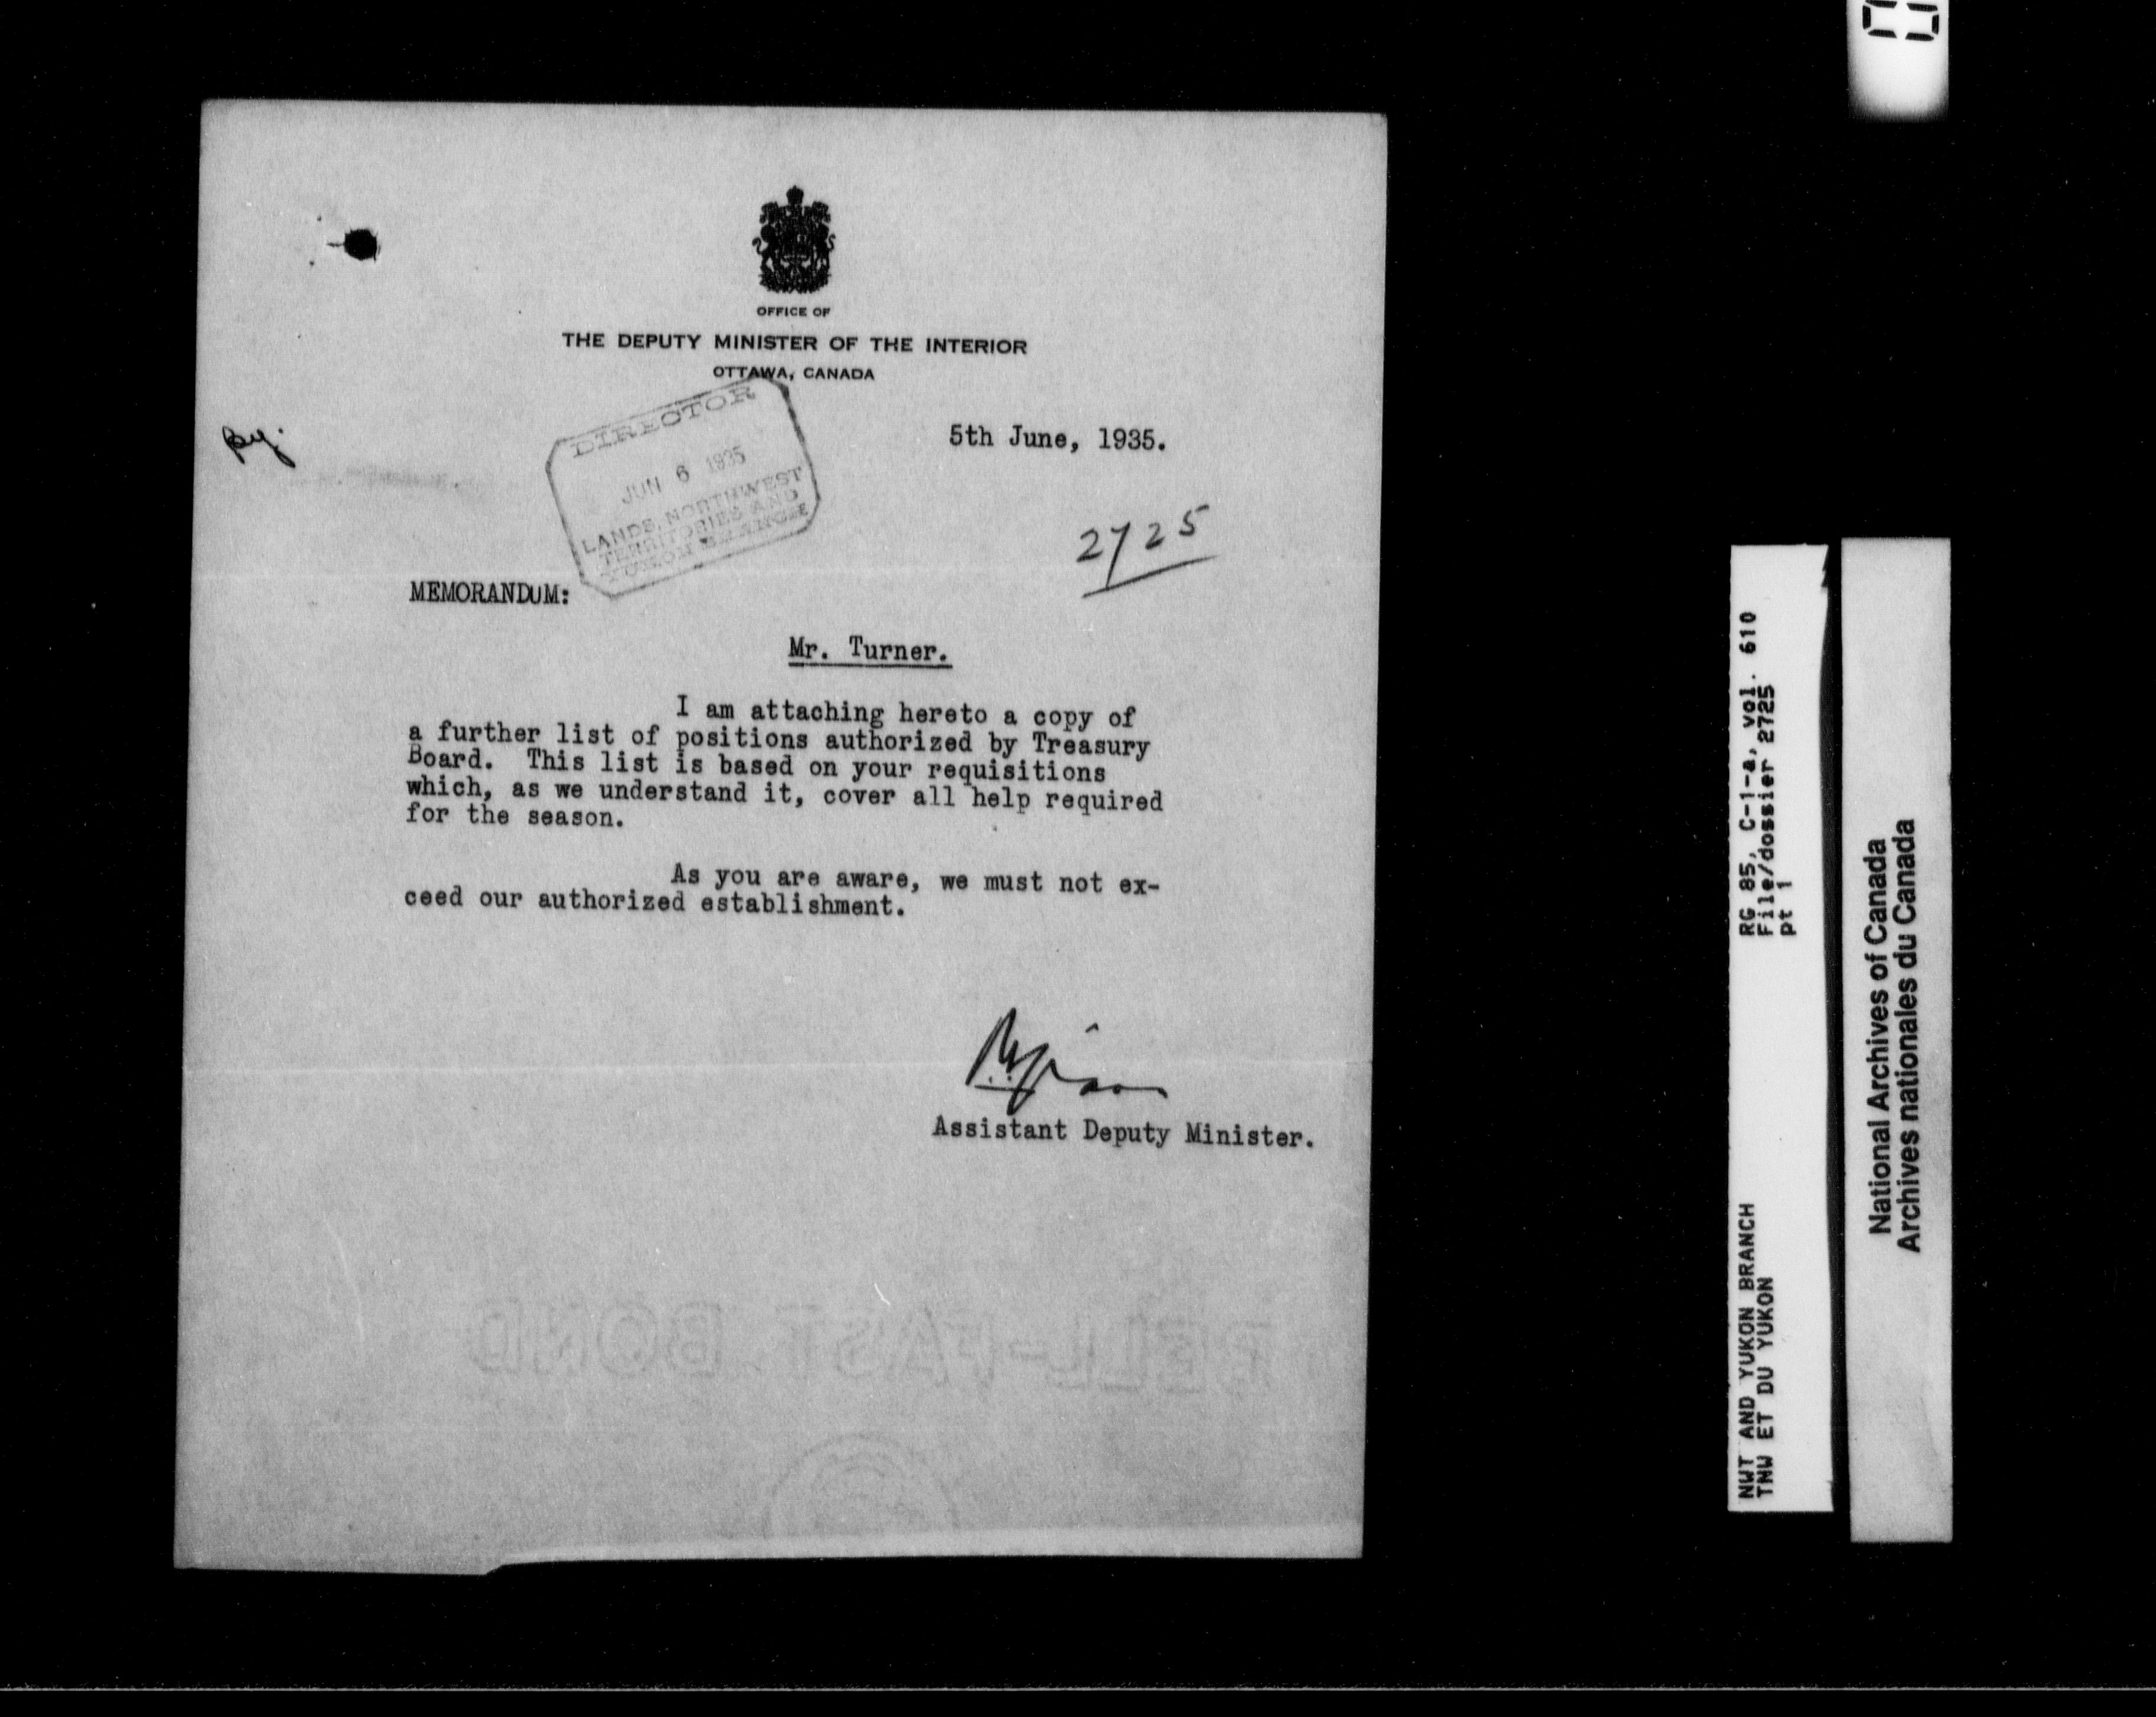 OFFICE OF
THE DEPUTY MINISTER OF THE INTERIOR
OTTAWA, CANADA
DIRECTOR
JUN 6 1935
LANDS, NORTHWEST
TERRITORIES AND
YUKON BRANCH
5th June, 1935.
2725
MEMORANDUM:
Mr. Turner.
I am attaching hereto a copy of
a further list of positions authorized by Treasury
Board. This list is based on your requisitions
which, as we understand it, cover all help required
for the season.
As you are aware, we must not ex-
ceed our authorized establishment.
Assistant Deputy Minister.
BELL-FAST BOND
RG 85, C-1-a, vol. 610
File/dossier 2725
pt 1
NWT AND YUKON BRANCH
TNW ET DU YUKON
National Archives of Canada
Archives nationales du Canada